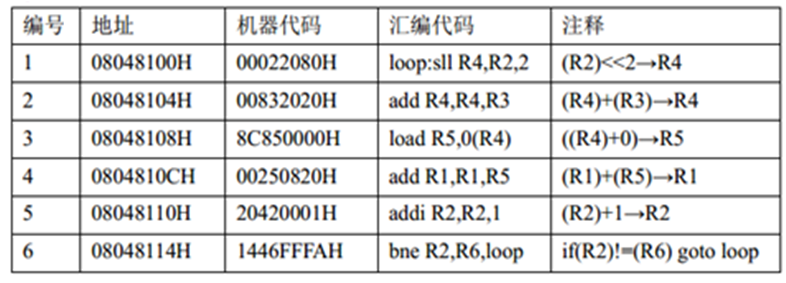 编号 地址 机器代码 汇编代码 注释
1 08048100H 00022080H loop:sll R4,R2,2 (R2)<<2→R4
2 08048104H 00832020H add R4,R4,R3 (R4)+(R3)→R4
3 08048108H 8C850000H load R5,0(R4) ((R4)+0)→R5
4 0804810CH 00250820H add R1,R1,R5 (R1)+(R5)→R1
5 08048110H 20420001H addi R2,R2,1 (R2)+1→R2
6 08048114H 1446FFFAH bne R2,R6,loop if(R2)!=(R6) goto loop